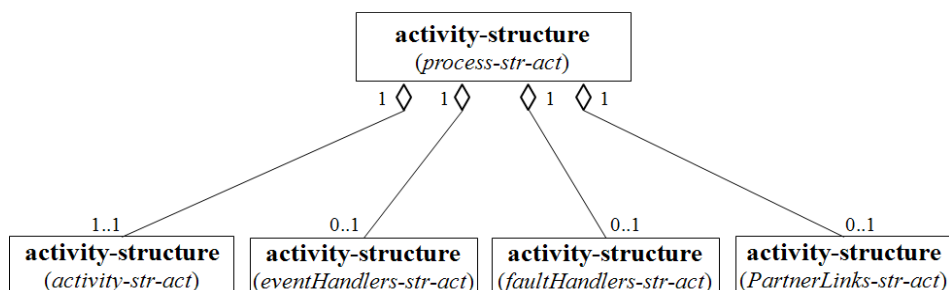 activity-structure
(process-str-act)
1 1 1 1
1..1 0..1 0..1 0..1
activity-structure activity-structure activity-structure activity-structure
(activity-str-act) (eventHandlers-str-act) (faultHandlers-str-act) (PartnerLinks-str-act)